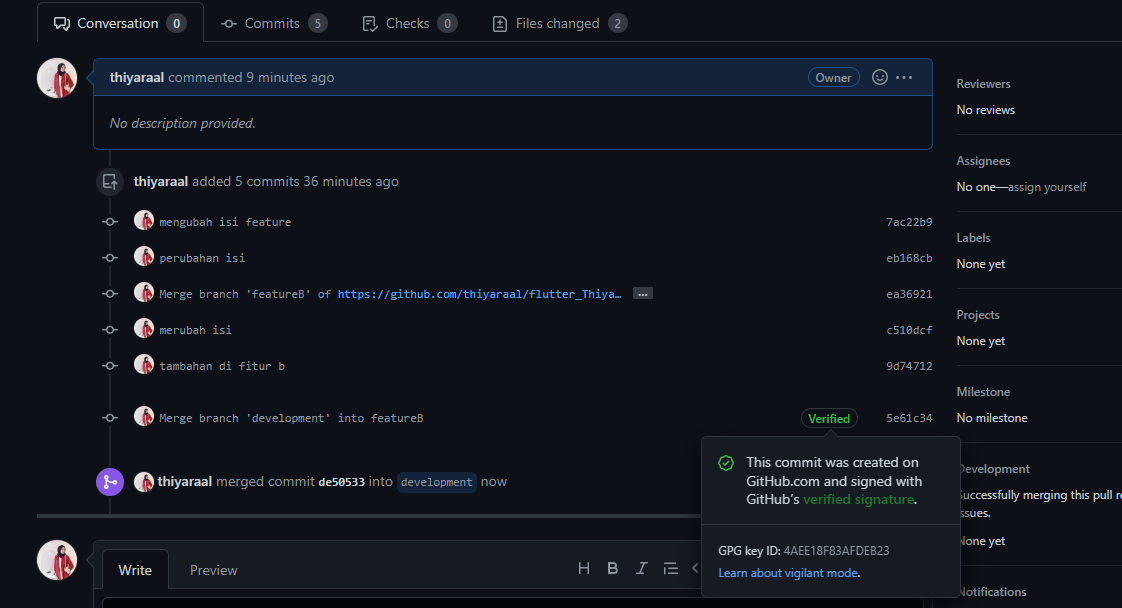 Conversation 0 Commits 5 Checks 0 Files changed 2
thiyaraal commented 9 minutes ago Owner
No description provided.
thiyaraal added 5 commits 36 minutes ago
mengubah isi feature 7ac22b9
perubahan isi eb168cb
Merge branch 'featureB' of https://github.com/thiyaraal/flutter_Thiya… ea36921
merubah isi c510dcf
tambahan di fitur b 9d74712
Merge branch 'development' into featureB Verified 5e61c34
This commit was created on
GitHub.com and signed with
GitHub's verified signature.
GPG key ID: 4AEE18F83AFDEB23
Learn about vigilant mode.
thiyaraal merged commit de50533 into development now
Write Preview H B I
Reviewers
No reviews
Assignees
No one—assign yourself
Labels
None yet
Projects
None yet
Milestone
No milestone
Development
Successfully merging this pull re
ssues.
None yet
Notifications